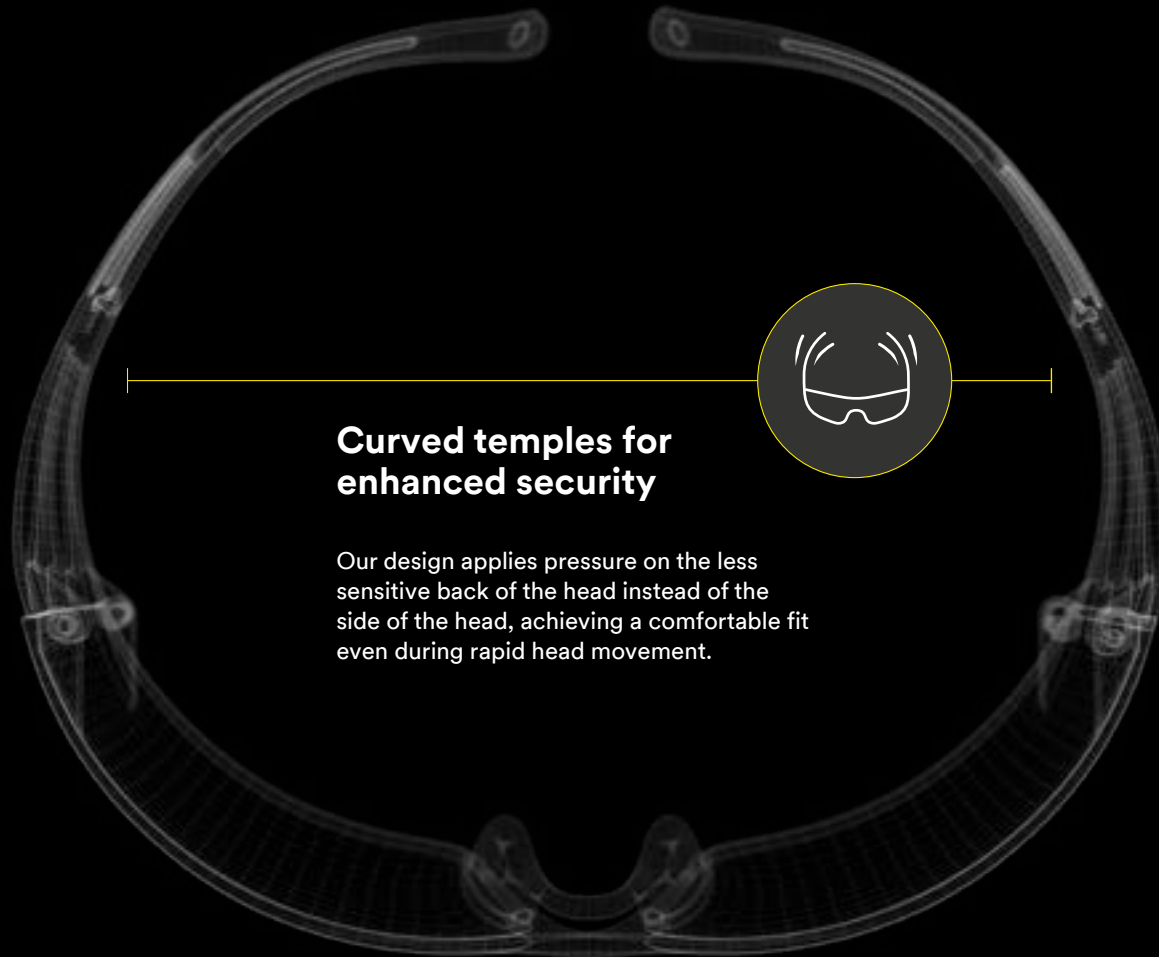 Curved temples for
enhanced security
Our design applies pressure on the less
sensitive back of the head instead of the
side of the head, achieving a comfortable fit
even during rapid head movement.